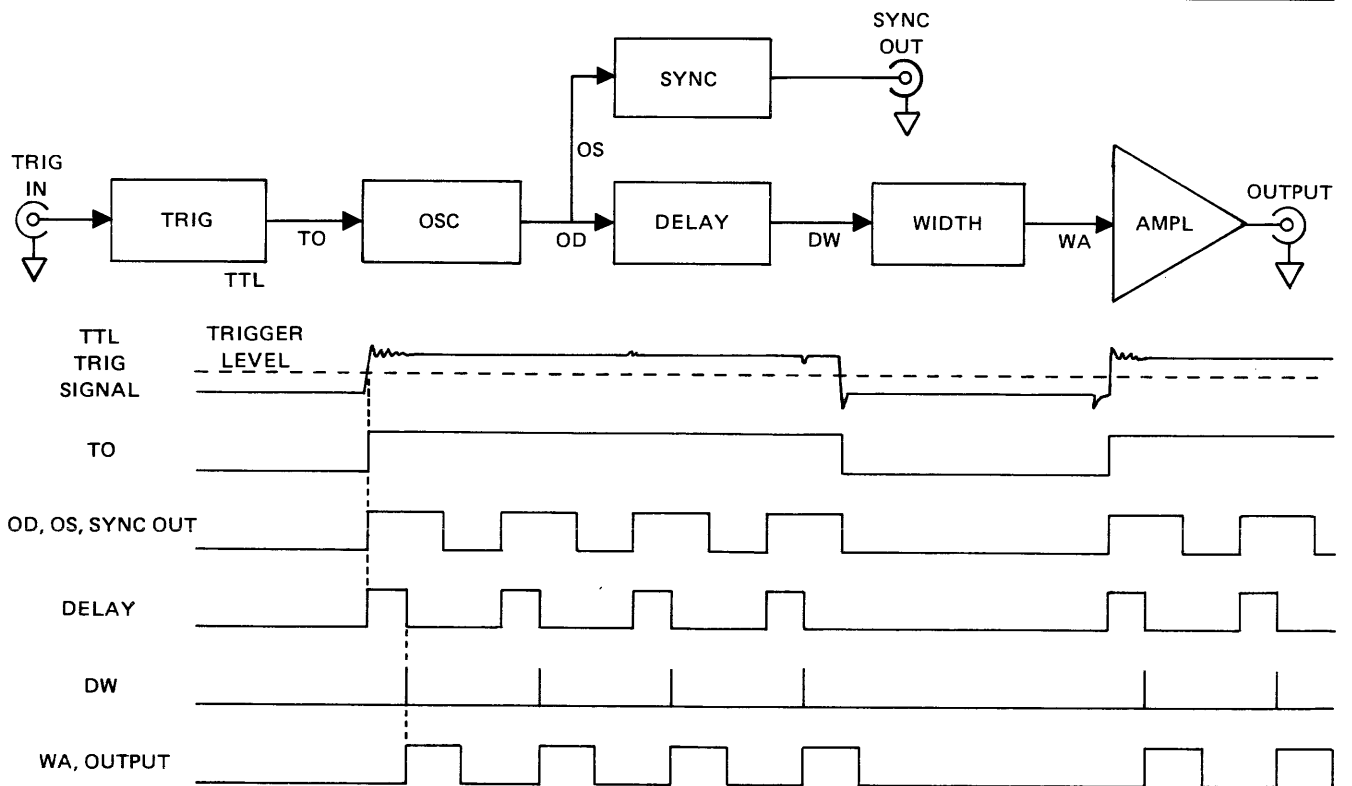 SYNC
OUT
SYNC
OS
TRIG
IN
TRIG
TO
TTL
OSC
OD
DELAY
DW
WIDTH
WA
AMPL
OUTPUT
TTL
TRIG
SIGNAL
TRIGGER
LEVEL
TO
OD, OS, SYNC OUT
DELAY
DW
WA, OUTPUT